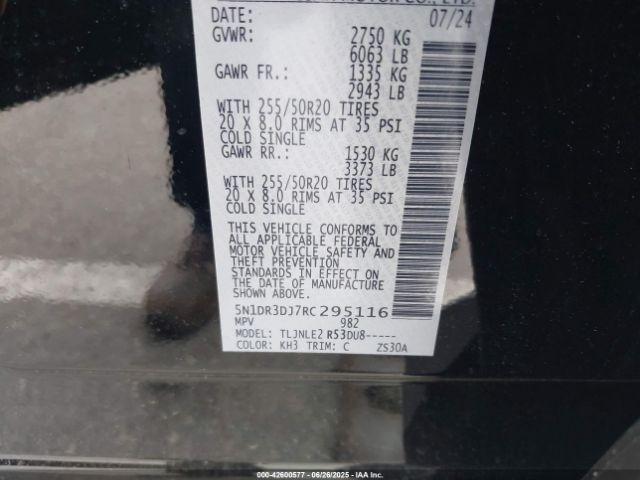 MOTOR CO., LTD.
DATE: 07/24
GVWR: 2750 KG
6063 LB
GAWR FR.: 1335 KG
2943 LB
WITH 255/50R20 TIRES
20 X 8.0 RIMS AT 35 PSI
COLD SINGLE
GAWR RR.: 1530 KG
3373 LB
WITH 255/50R20 TIRES
20 X 8.0 RIMS AT 35 PSI
COLD SINGLE
THIS VEHICLE CONFORMS TO
ALL APPLICABLE FEDERAL
MOTOR VEHICLE, SAFETY AND
THEFT PREVENTION
STANDARDS IN EFFECT ON
THE DATE OF MANUFACTURE
SHOWN ABOVE.
5N1DR3DJ7RC295116
MPV 982
MODEL: TLJNLE2 R53DU8-----
COLOR: KH3 TRIM: C ZS30A
000-42600577 | 06/26/2025 - IAA Inc.